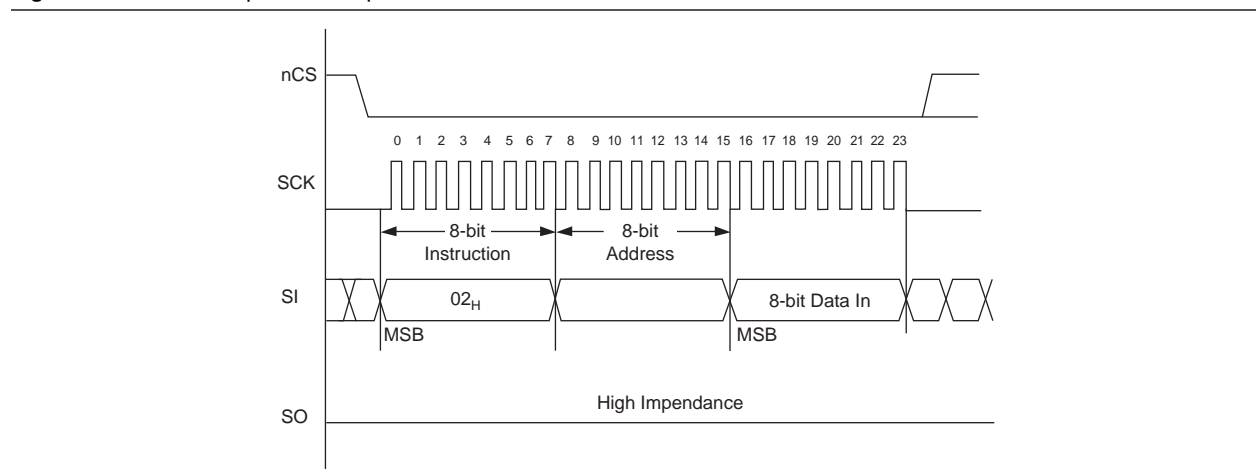 nCS
0 1 2 3 4 5 6 7 8 9 10 11 12 13 14 15 16 17 18 19 20 21 22 23
SCK
8-bit
Instruction
8-bit
Address
SI
02H
8-bit Data In
MSB
MSB
High Impendance
SO